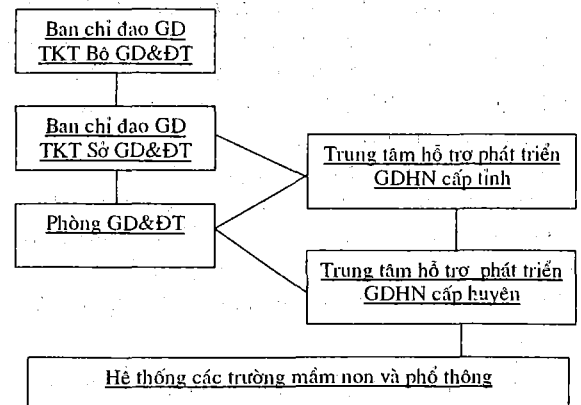 Ban chỉ đạo GD
TKT Bộ GD&ĐT
Ban chỉ đạo GD
TKT Sở GD&ĐT
Trung tâm hỗ trợ phát triển
GDHN cấp tỉnh
Phòng GD&ĐT
Trung tâm hỗ trợ phát triển
GDHN cấp huyện
Hệ thống các trường mầm non và phổ thông